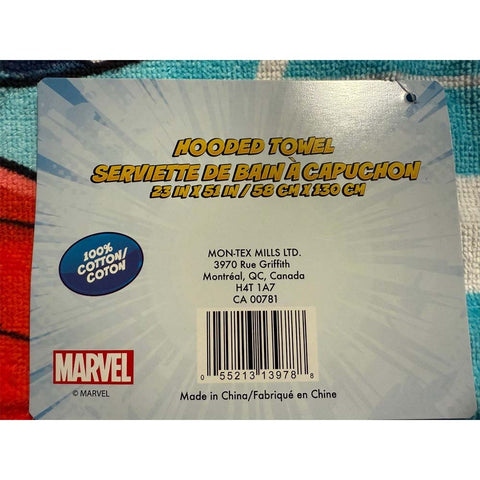 HOODED TOWEL
SERVIETTE DE BAIN À CAPUCHON
23 IN X 51 IN / 58 CM X 130 CM
100%
COTTON/
COTON
MON-TEX MILLS LTD.
3970 Rue Griffith
Montréal, QC, Canada
H4T 1A7
CA 00781
0 55213 13978 8
MARVEL
© MARVEL
Made in China/Fabriqué en Chine